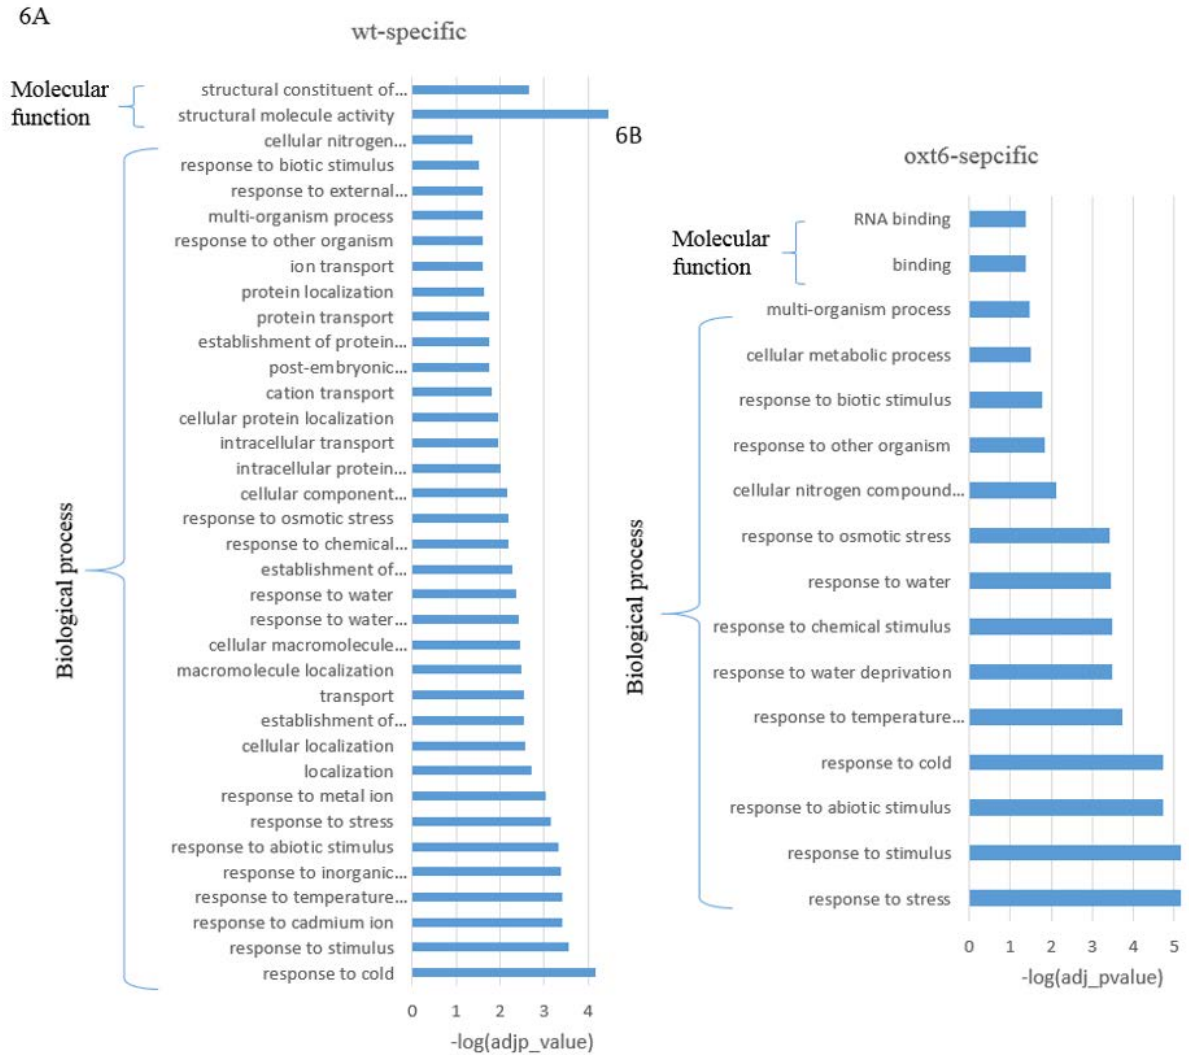 6A
wt-specific
Molecular
function
structural constituent of...
structural molecule activity
cellular nitrogen...
response to biotic stimulus
response to external...
multi-organism process
response to other organism
ion transport
protein localization
protein transport
establishment of protein...
post-embryonic...
cation transport
cellular protein localization
intracellular transport
intracellular protein...
cellular component...
response to osmotic stress
response to chemical...
establishment of...
response to water
response to water...
cellular macromolecule...
macromolecule localization
transport
establishment of...
cellular localization
localization
response to metal ion
response to stress
response to abiotic stimulus
response to inorganic...
response to temperature...
response to cadmium ion
response to stimulus
response to cold
Biological process
0 1 2 3 4
-log(adjp_value)
6B
oxt6-sepcific
Molecular
function
RNA binding
binding
multi-organism process
cellular metabolic process
response to biotic stimulus
response to other organism
cellular nitrogen compound...
response to osmotic stress
response to water
response to chemical stimulus
response to water deprivation
response to temperature...
response to cold
response to abiotic stimulus
response to stimulus
response to stress
Biological process
0 1 2 3 4 5
-log(adj_pvalue)